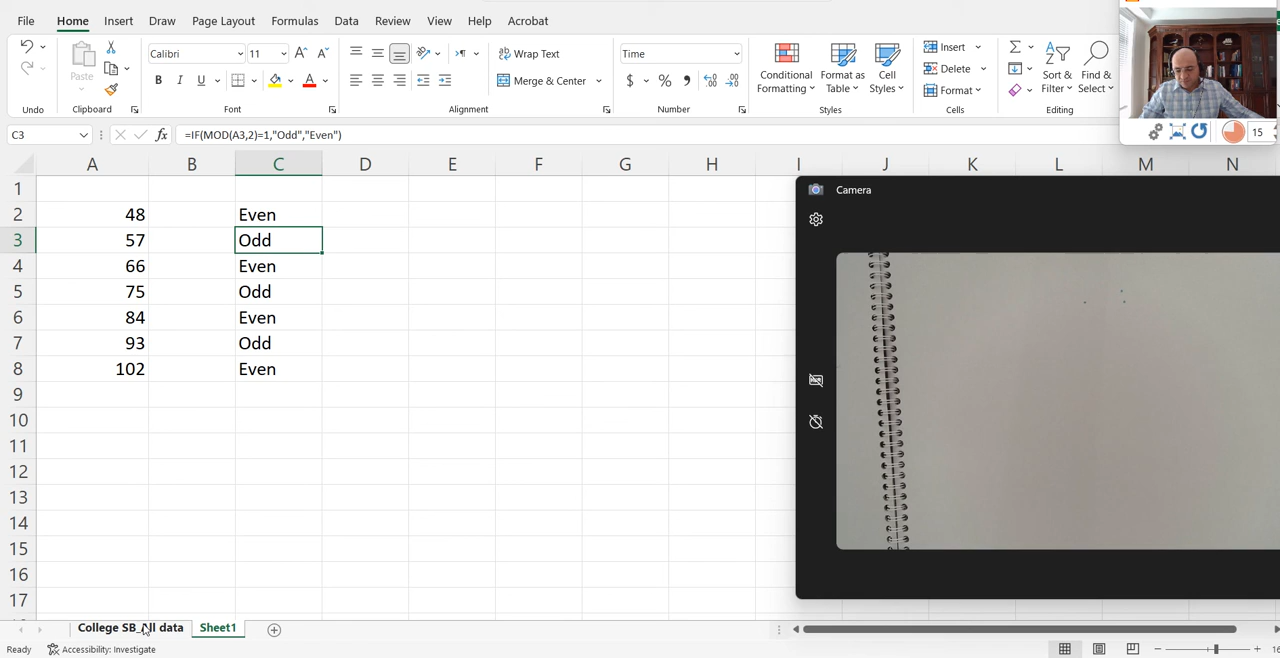 File Home Insert Draw Page Layout Formulas Data Review View Help Acrobat
Calibri 11 Wrap Text Time Insert
Paste Conditional Format as Cell Delete Sort & Find &
B I U Merge & Center $ % Formatting Table Styles Format Filter Select
Undo Clipboard Font Alignment Number Styles Cells Editing
15
C3 fx =IF(MOD(A3,2)=1,"Odd","Even")
A B C D E F G H I J K L M N
1
2 48 Even
3 57 Odd
4 66 Even
5 75 Odd
6 84 Even
7 93 Odd
8 102 Even
9
10
11
12
13
14
15
16
17
Camera
College SB_All data Sheet1
Ready Accessibility: Investigate